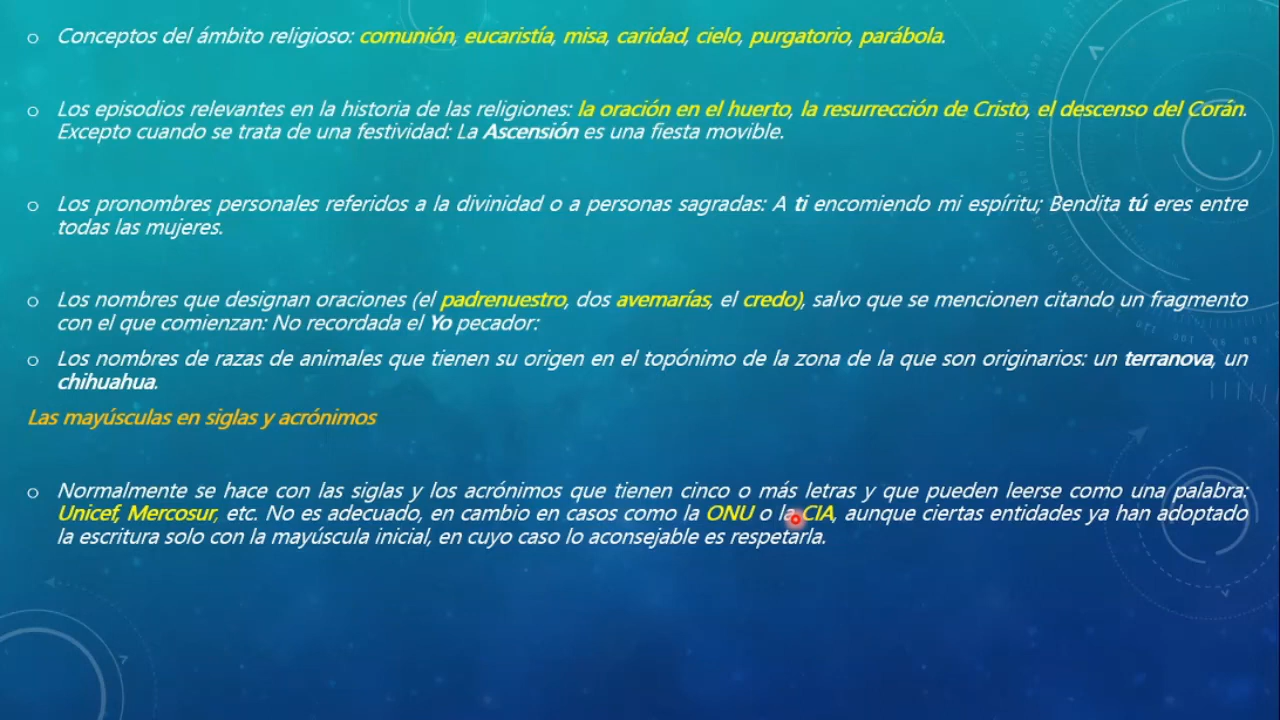 Conceptos del ámbito religioso: comunión, eucaristía, misa, caridad, cielo, purgatorio, parábola.
Los episodios relevantes en la historia de las religiones: la oración en el huerto, la resurrección de Cristo, el descenso del Corán.
Excepto cuando se trata de una festividad: La Ascensión es una fiesta movible.
Los pronombres personales referidos a la divinidad o a personas sagradas: A ti encomiendo mi espíritu; Bendita tú eres entre
todas las mujeres.
Los nombres que designan oraciones (el padrenuestro, dos avemarías, el credo), salvo que se mencionen citando un fragmento
con el que comienzan: No recordada el Yo pecador:
Los nombres de razas de animales que tienen su origen en el topónimo de la zona de la que son originarios: un terranova, un
chihuahua.
Las mayúsculas en siglas y acrónimos
Normalmente se hace con las siglas y los acrónimos que tienen cinco o más letras y que pueden leerse como una palabra:
Unicef, Mercosur, etc. No es adecuado, en cambio en casos como la ONU o la CIA, aunque ciertas entidades ya han adoptado
la escritura solo con la mayúscula inicial, en cuyo caso lo aconsejable es respetarla.